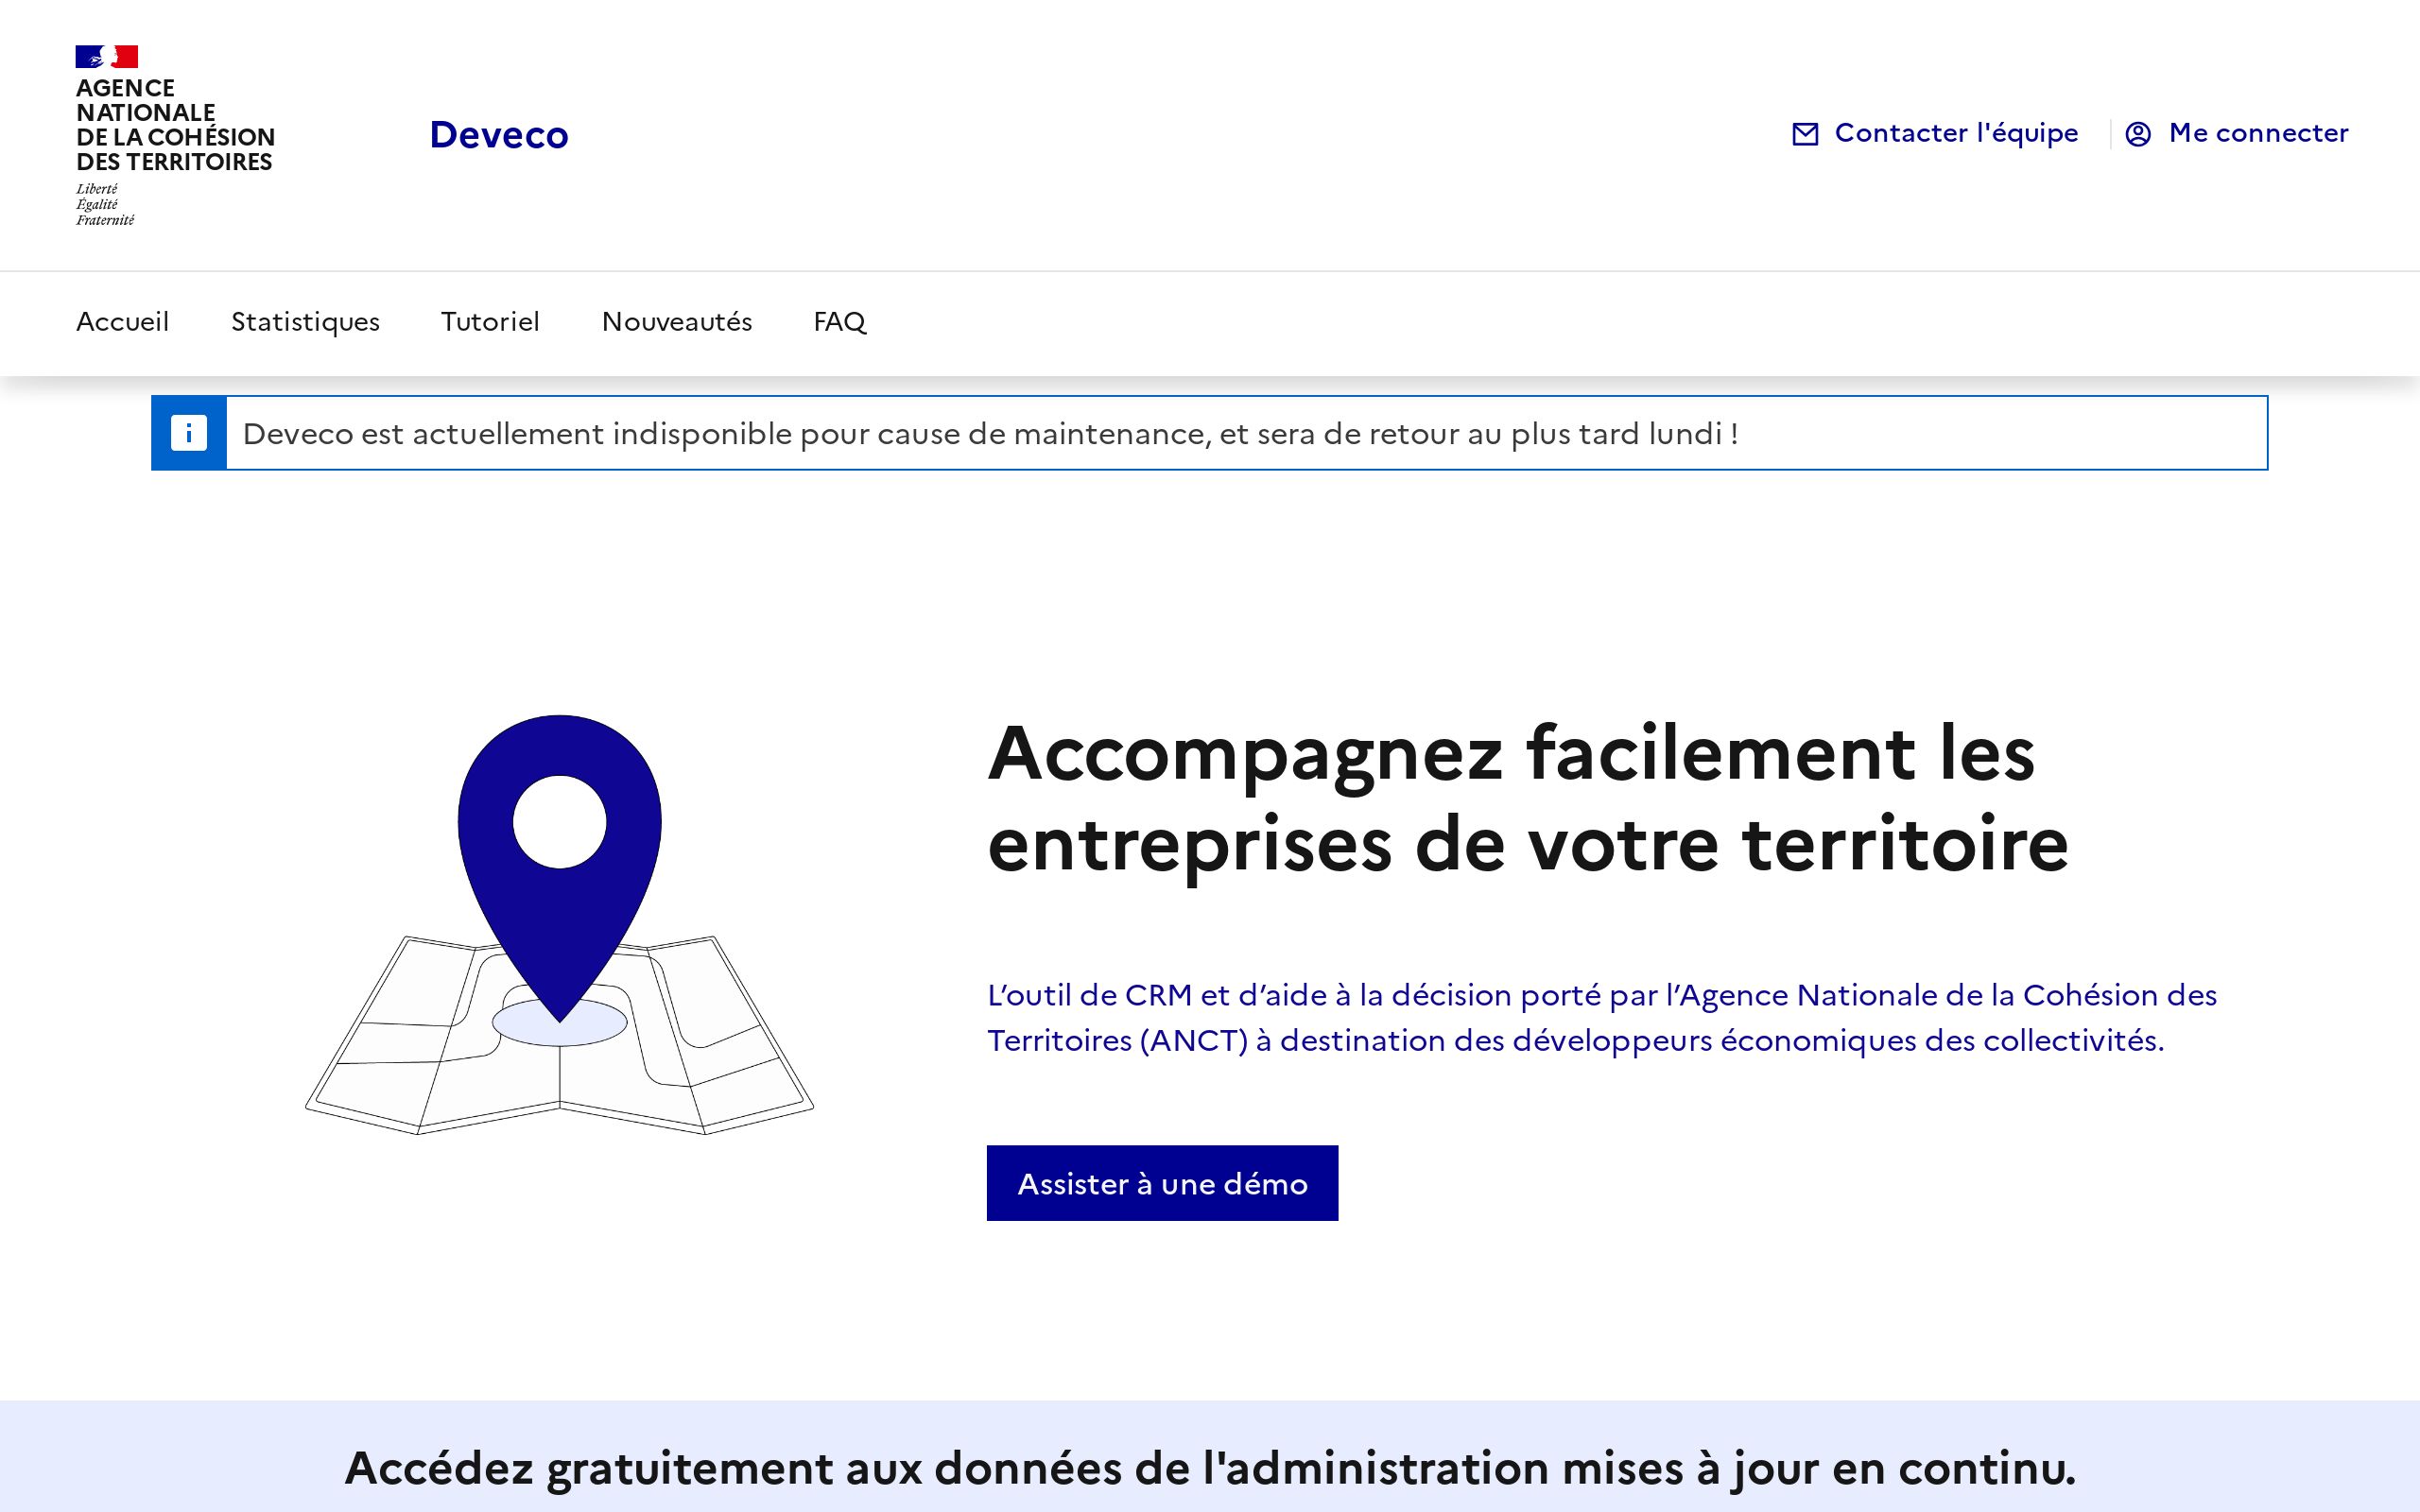 AGENCE
NATIONALE
DE LA COHÉSION
DES TERRITOIRES
Liberté
Égalité
Fraternité
Deveco
Contacter l'équipe
Me connecter
Accueil
Statistiques
Tutoriel
Nouveautés
FAQ
Deveco est actuellement indisponible pour cause de maintenance, et sera de retour au plus tard lundi !
Accompagnez facilement les
entreprises de votre territoire
L’outil de CRM et d’aide à la décision porté par l’Agence Nationale de la Cohésion des
Territoires (ANCT) à destination des développeurs économiques des collectivités.
Assister à une démo
Accédez gratuitement aux données de l'administration mises à jour en continu.